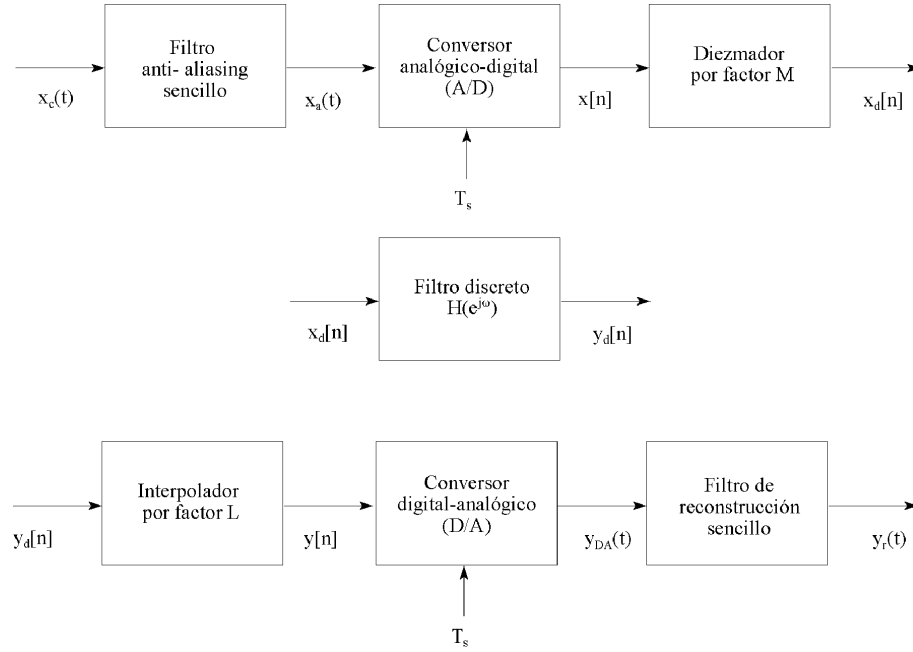 Filtro
anti- aliasing
sencillo
Conversor
analógico-digital
(A/D)
Diezmador
por factor M
x_c(t)
x_a(t)
x[n]
x_d[n]
T_s
Filtro discreto
H(e^jω)
x_d[n]
y_d[n]
Interpolador
por factor L
Conversor
digital-analógico
(D/A)
Filtro de
reconstrucción
sencillo
y_d[n]
y[n]
y_DA(t)
y_r(t)
T_s